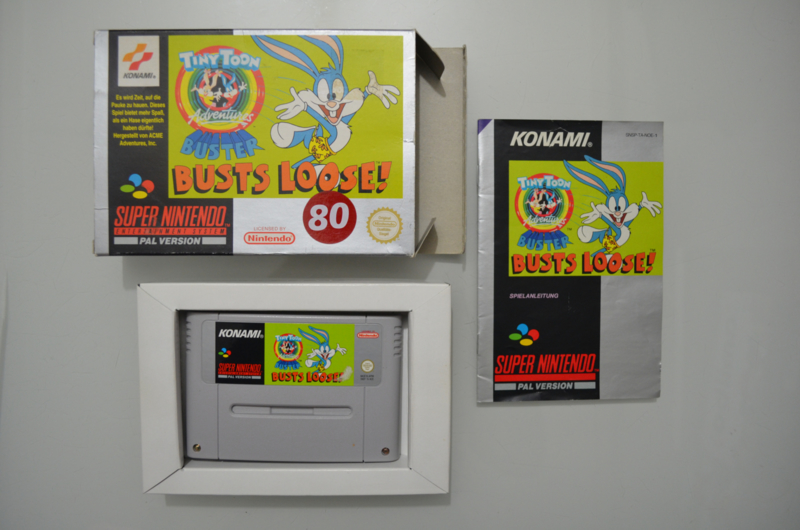 KONAMI®
Es wird Zeit, auf die
Pauke zu hauen. Dieses
Spiel bietet mehr Spaß,
als ein Hase eigentlich
haben dürfte!
Hergestellt von ACME
Adventures, Inc.
TINY TOON
Adventures
BUSTER
BUSTS LOOSE!
SUPER NINTENDO
ENTERTAINMENT SYSTEM
PAL VERSION
LICENSED BY
Nintendo
80
KONAMI®
TINY TOON
Adventures
BUSTER
BUSTS LOOSE!
SPIELANLEITUNG
SUPER NINTENDO
PAL VERSION
KONAMI®
TINY TOON
BUSTER
BUSTS LOOSE!
SUPER NINTENDO
PAL VERSION
Nintendo